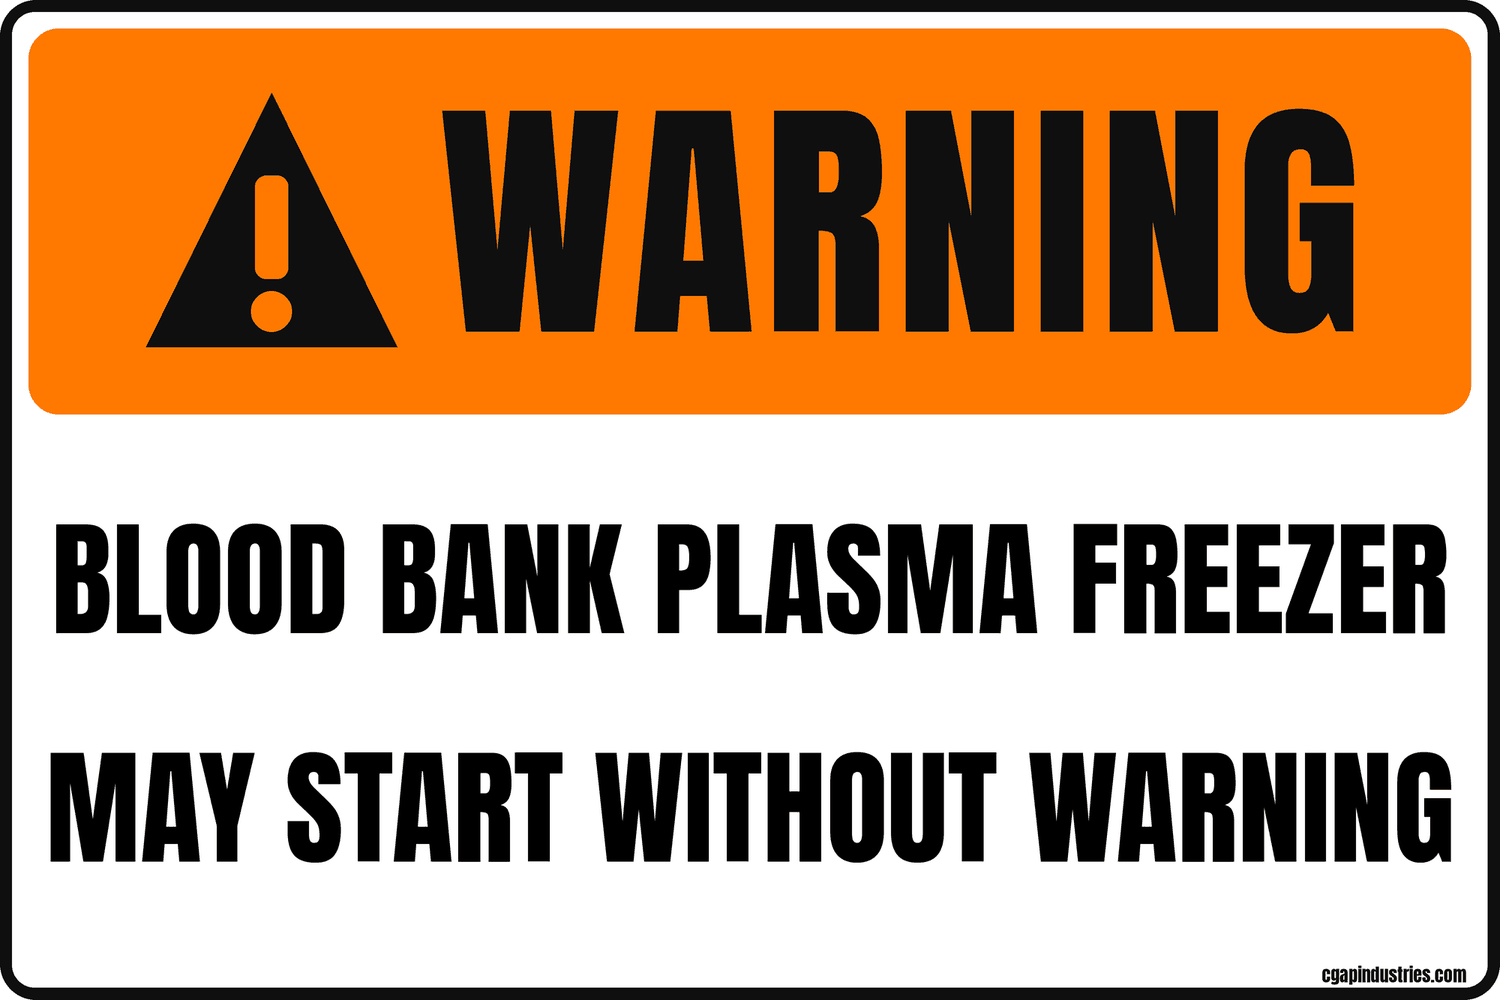 WARNING
BLOOD BANK PLASMA FREEZER
MAY START WITHOUT WARNING
cgapindustries.com